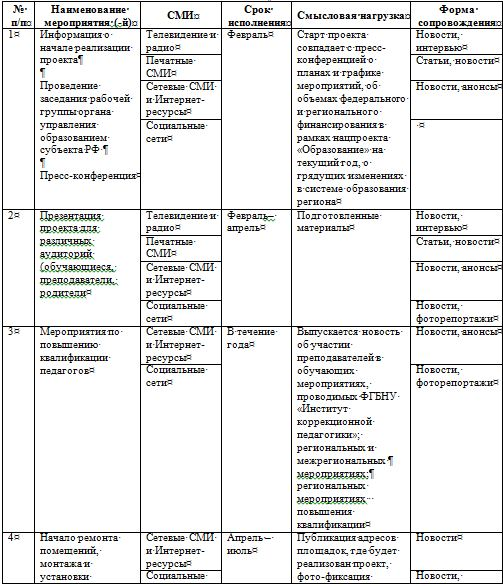 № п/п¤
Наименование· мероприятия·(-й)¤
СМИ¤
Срок· исполнения¤
Смысловая·нагрузка¤
Форма· сопровождения¤
1¤
Информация·о·
начале·реализации·
проекта¶
¶
Проведение·
заседания·рабочей·
группы·органа·
управления·
образованием·
субъекта·РФ·¶
¶
Пресс-конференция¤
Телевидение·и·
радио¤
Печатные·
СМИ¤
Сетевые·СМИ·
и·Интернет-
ресурсы¤
Социальные·
сети¤
Февраль¤
Старт·проекта·
совпадает·с·пресс-
конференцией·о·
планах·и·графике·
мероприятий,·об·
объемах·федерального·
и·регионального·
финансирования·в·
рамках·нацпроекта·
«Образование»·на·
текущий·год,·о·
грядущих·изменениях·
в·системе·образования·
региона¤
Новости,·
интервью¤
Статьи,·новости¤
Новости,·анонсы¤
·¤
2¤
Презентация·
проекта·для·
различных·
аудиторий·
(обучающиеся,·
преподаватели,·
родители¤
Телевидение·и·
радио¤
Печатные·
СМИ¤
Сетевые·СМИ·
и·Интернет-
ресурсы¤
Социальные·
сети¤
Февраль·–·
апрель¤
Подготовленные·
материалы¤
Новости,·
интервью¤
Статьи,·новости¤
Новости,·анонсы¤
Новости,·
фоторепортажи¤
3¤
Мероприятия·по·
повышению·
квалификации·
педагогов¤
Сетевые·СМИ·
и·Интернет-
ресурсы¤
Социальные·
сети¤
В·течение·
года¤
Выпускается·новость·
об·участии·
преподавателей·в·
обучающих·
мероприятиях,·
проводимых·ФГБНУ·
«Институт·
коррекционной·
педагогики»;·
региональных·и·
межрегиональных·¶
мероприятиях;¶
региональных·
мероприятиях·
повышения·
квалификации¤
Новости,·анонсы¤
Новости,·
фоторепортажи¤
4¤
Начало·ремонта·
помещений,·
монтажа·и·
установки·
Сетевые·СМИ·
и·Интернет-
ресурсы¤
Социальные·
Апрель·–·
июль¤
Публикация·адресов·
площадок,·где·будет·
реализован·проект,·
фото-фиксация·
Новости¤
Новости,·